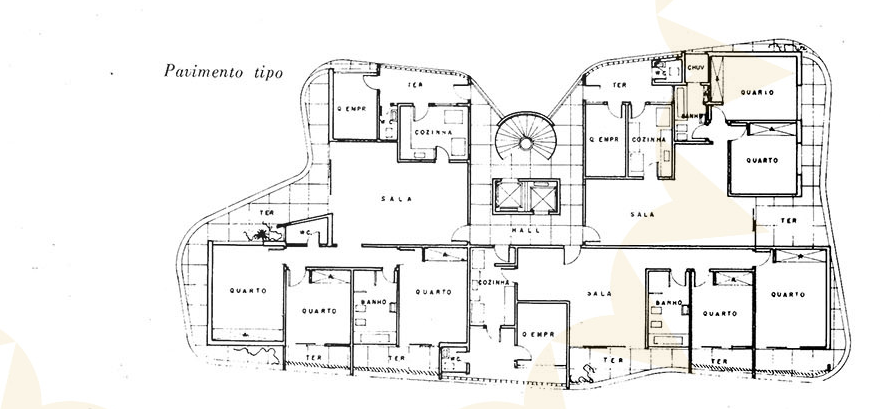 Pavimento tipo
TER
Q EMPR
COZINHA
SALA
TER
W.C.
QUARTO
QUARTO
BANHO
QUARTO
TER
TER
HALL
TER
W.C.
CHUV
BANHO
QUARTO
Q EMPR
COZINHA
QUARTO
SALA
TER
COZINHA
Q EMPR
W.C.
SALA
BANHO
QUARTO
QUARTO
TER
TER